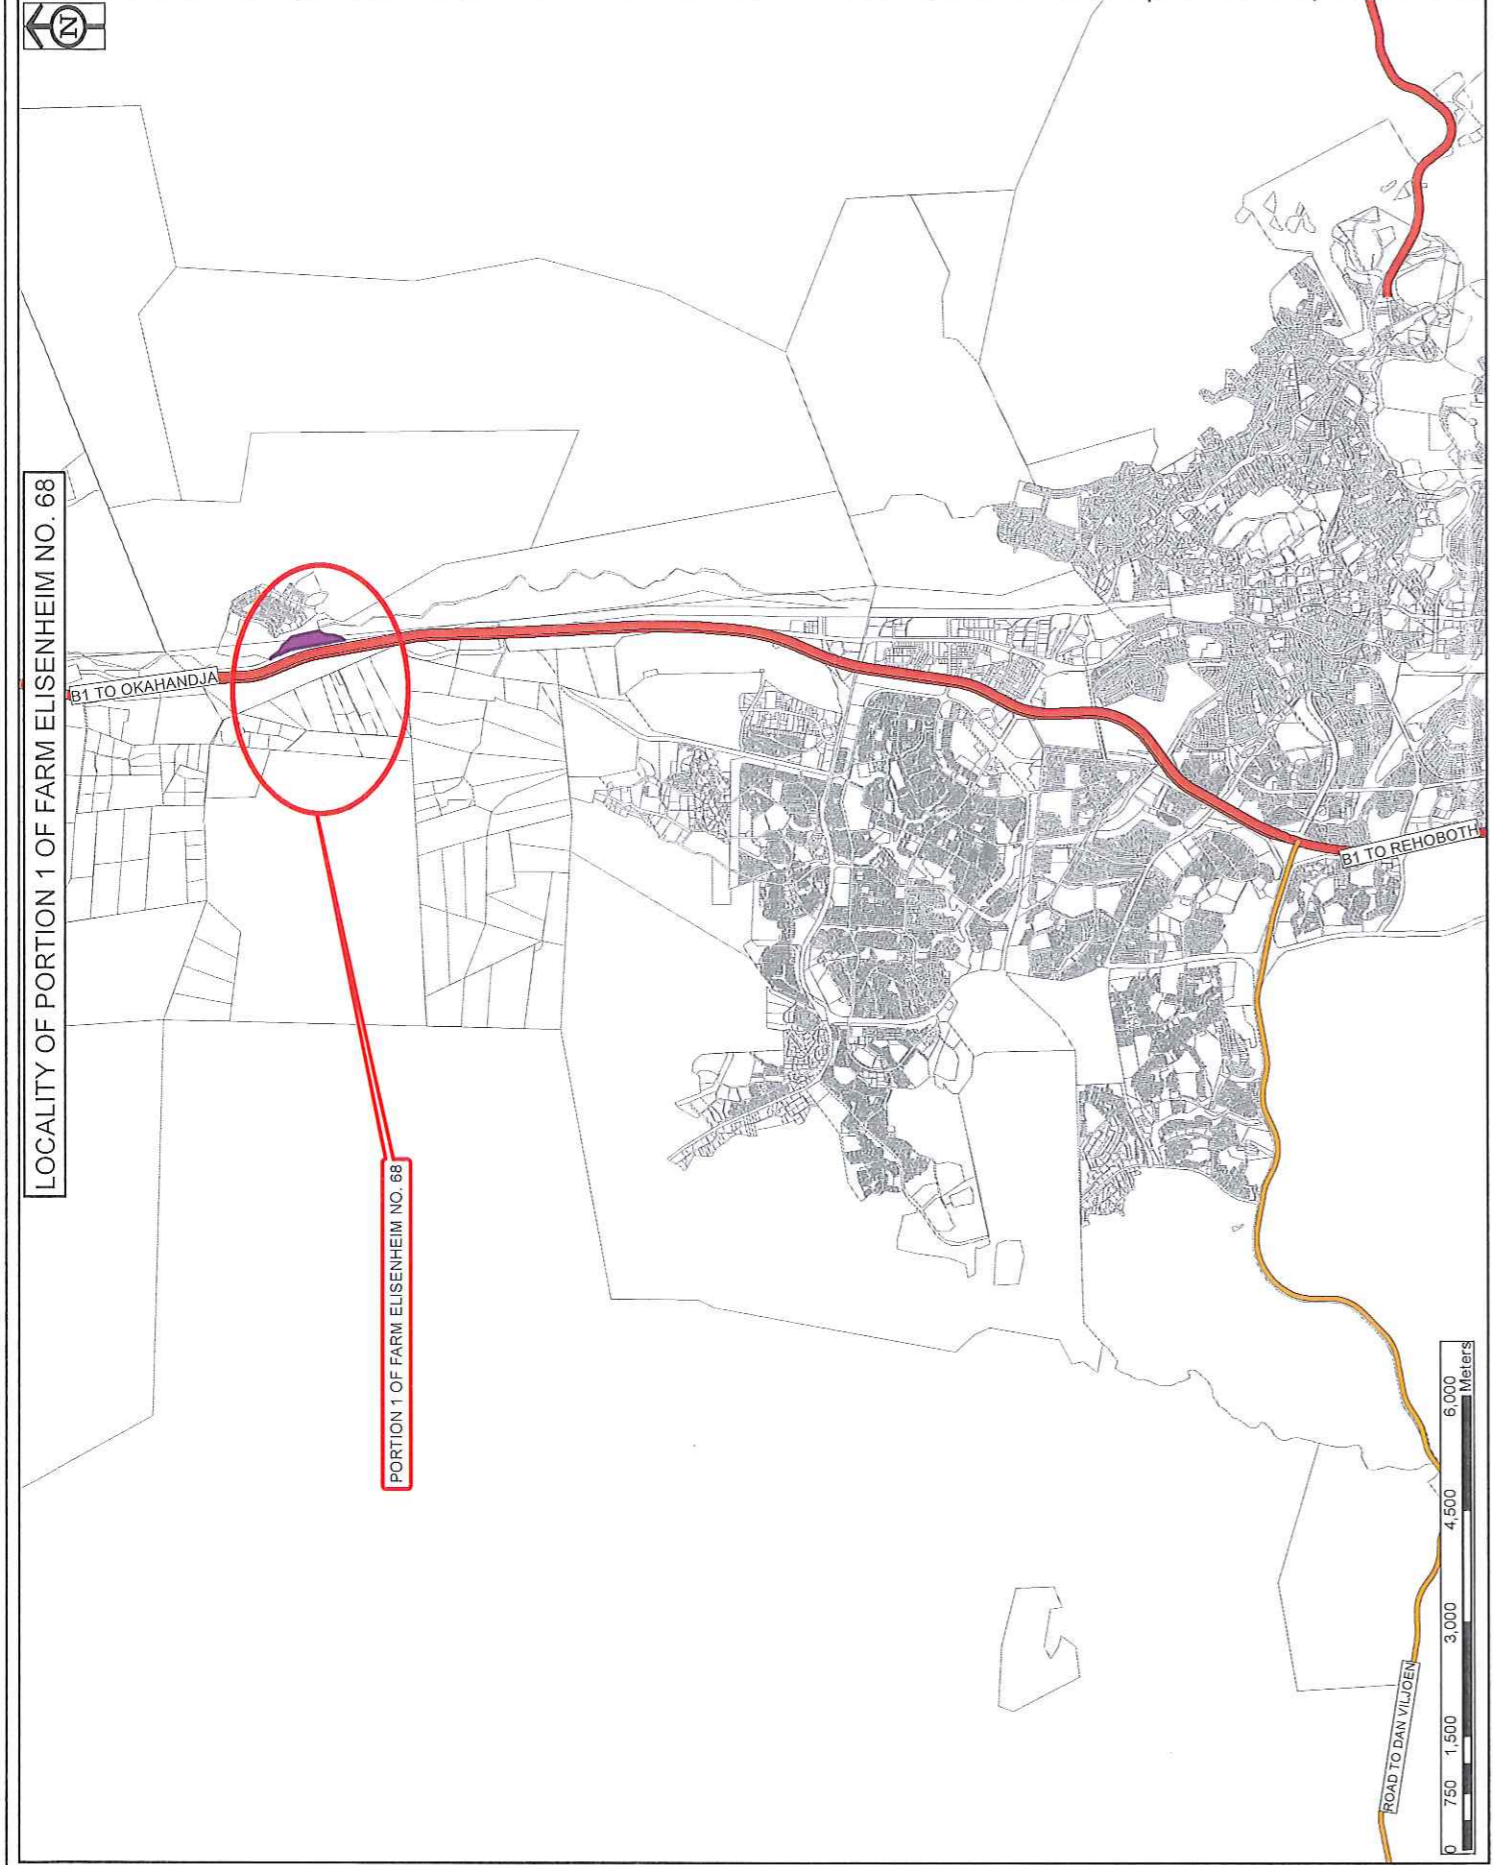 N
LOCALITY OF PORTION 1 OF FARM ELISENHEIM NO. 68
B1 TO OKAHANDJA
PORTION 1 OF FARM ELISENHEIM NO. 68
B1 TO REHOBOTH
ROAD TO DAN VILJOEN
0 750 1,500 3,000 4,500 6,000
Meters